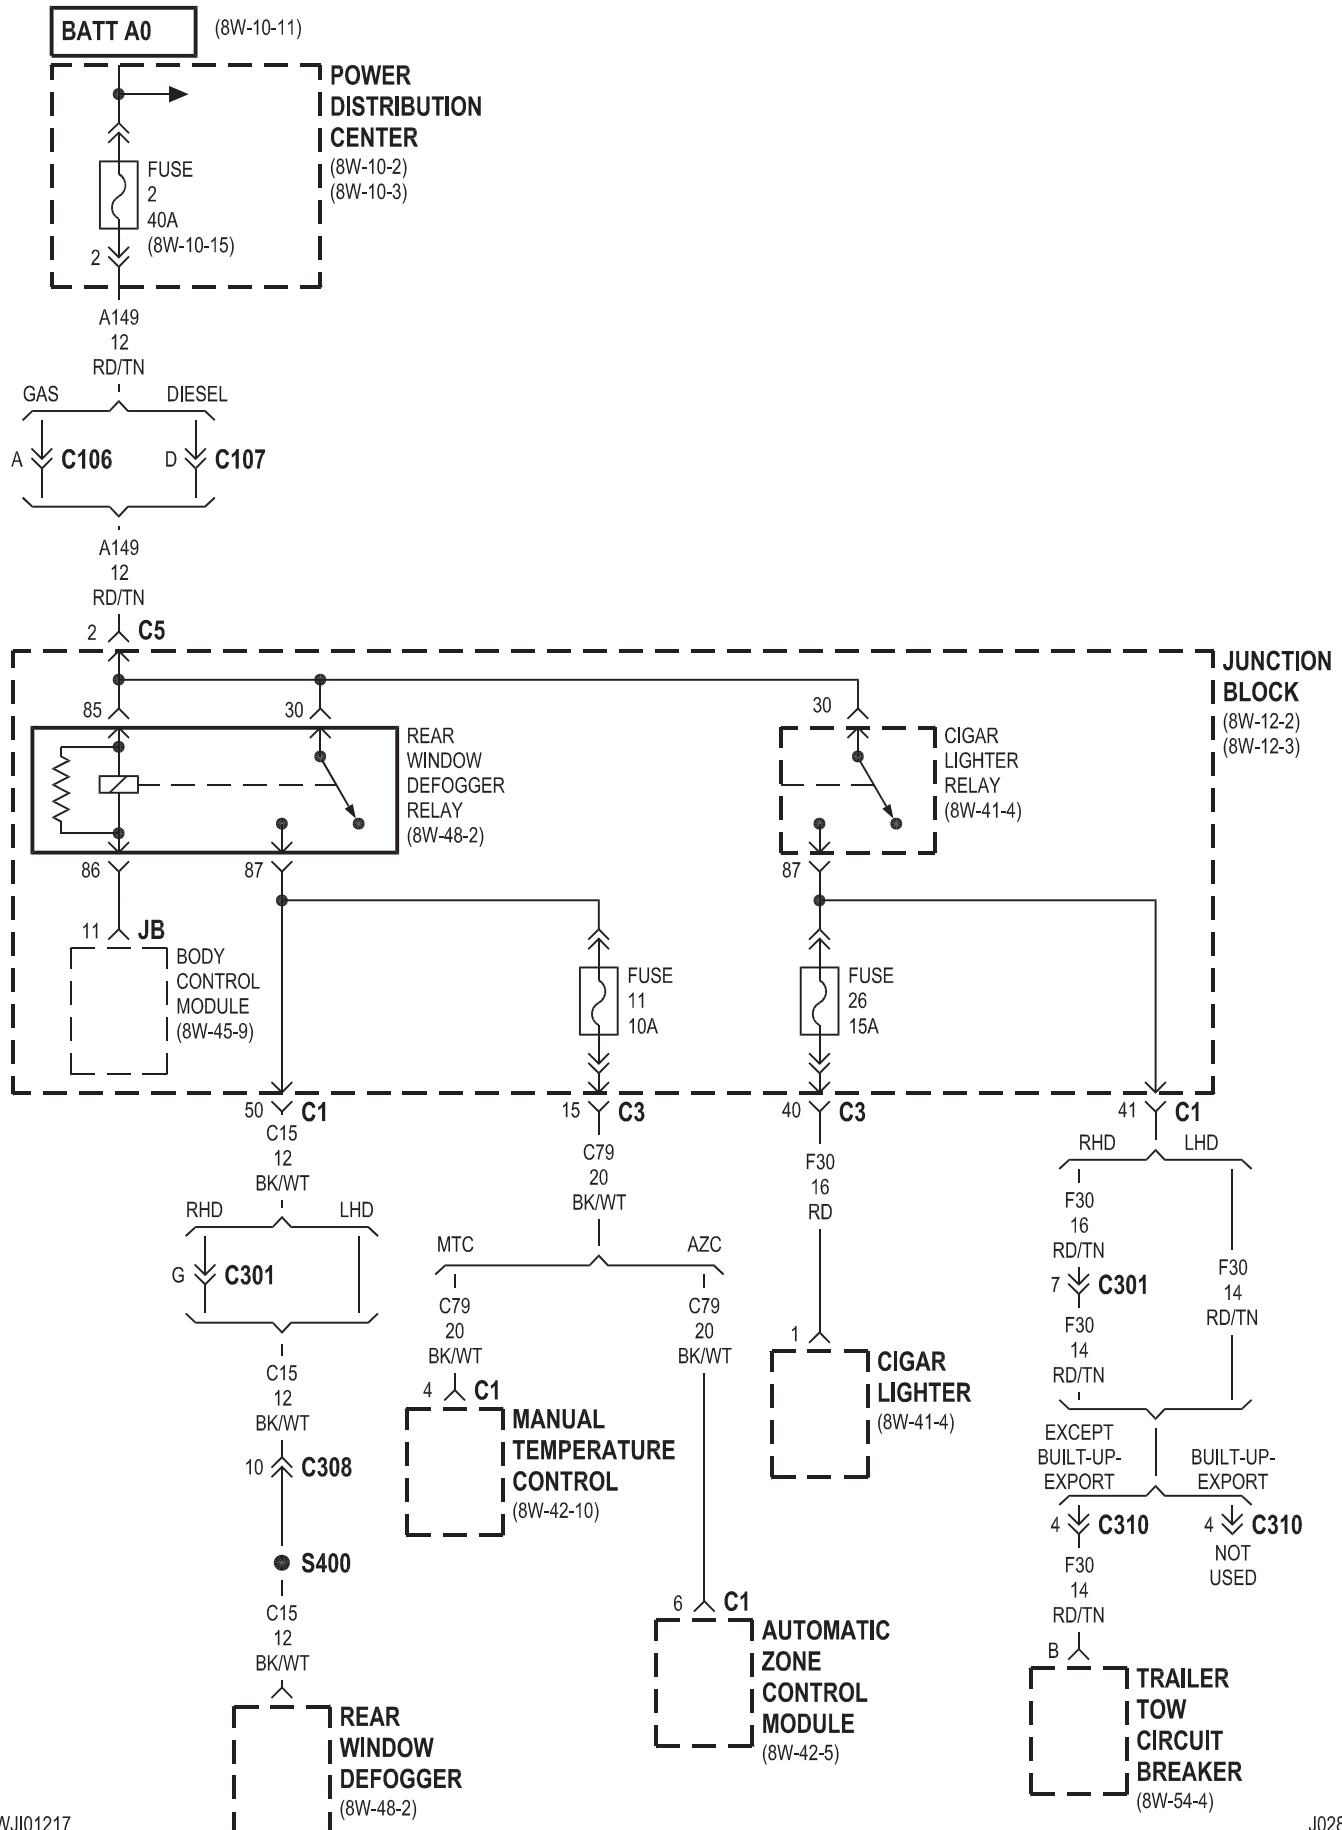 BATT A0
(8W-10-11)
POWER
DISTRIBUTION
CENTER
(8W-10-2)
(8W-10-3)
FUSE
2
40A
(8W-10-15)
2
A149
12
RD/TN
GAS
DIESEL
A
C106
D
C107
A149
12
RD/TN
2
C5
JUNCTION
BLOCK
(8W-12-2)
(8W-12-3)
85
30
REAR
WINDOW
DEFOGGER
RELAY
(8W-48-2)
30
CIGAR
LIGHTER
RELAY
(8W-41-4)
86
87
87
11
JB
BODY
CONTROL
MODULE
(8W-45-9)
FUSE
11
10A
FUSE
26
15A
50
C1
15
C3
40
C3
41
C1
C15
12
BK/WT
RHD
LHD
G
C301
C15
12
BK/WT
10
C308
S400
C15
12
BK/WT
REAR
WINDOW
DEFOGGER
(8W-48-2)
C79
20
BK/WT
MTC
AZC
C79
20
BK/WT
4
C1
MANUAL
TEMPERATURE
CONTROL
(8W-42-10)
C79
20
BK/WT
6
C1
AUTOMATIC
ZONE
CONTROL
MODULE
(8W-42-5)
F30
16
RD
1
CIGAR
LIGHTER
(8W-41-4)
RHD
LHD
F30
16
RD/TN
7
C301
F30
14
RD/TN
F30
14
RD/TN
EXCEPT
BUILT-UP-
EXPORT
BUILT-UP-
EXPORT
4
C310
4
C310
NOT
USED
F30
14
RD/TN
B
TRAILER
TOW
CIRCUIT
BREAKER
(8W-54-4)
WJI01217
J028